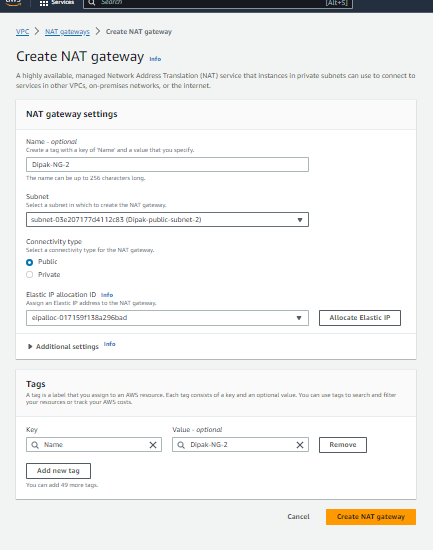 aws
Services
Search
[Alt+S]
VPC > NAT gateways > Create NAT gateway
Create NAT gateway Info
A highly available, managed Network Address Translation (NAT) service that instances in private subnets can use to connect to
services in other VPCs, on-premises networks, or the internet.
NAT gateway settings
Name - optional
Create a tag with a key of 'Name' and a value that you specify.
Dipak-NG-2
The name can be up to 256 characters long.
Subnet
Select a subnet in which to create the NAT gateway.
subnet-03e207177d4112c83 (Dipak-public-subnet-2)
Connectivity type
Select a connectivity type for the NAT gateway.
Public
Private
Elastic IP allocation ID Info
Assign an Elastic IP address to the NAT gateway.
eipalloc-017159f138a296bad
Allocate Elastic IP
Additional settings Info
Tags
A tag is a label that you assign to an AWS resource. Each tag consists of a key and an optional value. You can use tags to search and filter
your resources or track your AWS costs.
Key
Value - optional
Name
Dipak-NG-2
Remove
Add new tag
You can add 49 more tags.
Cancel
Create NAT gateway